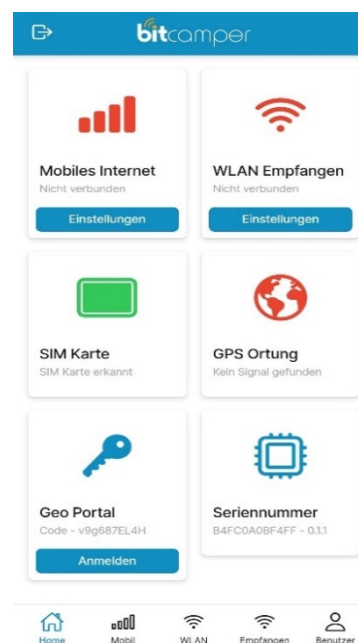 bitcamper
Mobiles Internet
Nicht verbunden
Einstellungen
WLAN Empfangen
Nicht verbunden
Einstellungen
SIM Karte
SIM Karte erkannt
GPS Ortung
Kein Signal gefunden
Geo Portal
Code - v9g687EL4H
Anmelden
Seriennummer
B4FC0A0BF4FF - 0.1.1
Home
Mobil
WLAN
Empfangen
Benutzer